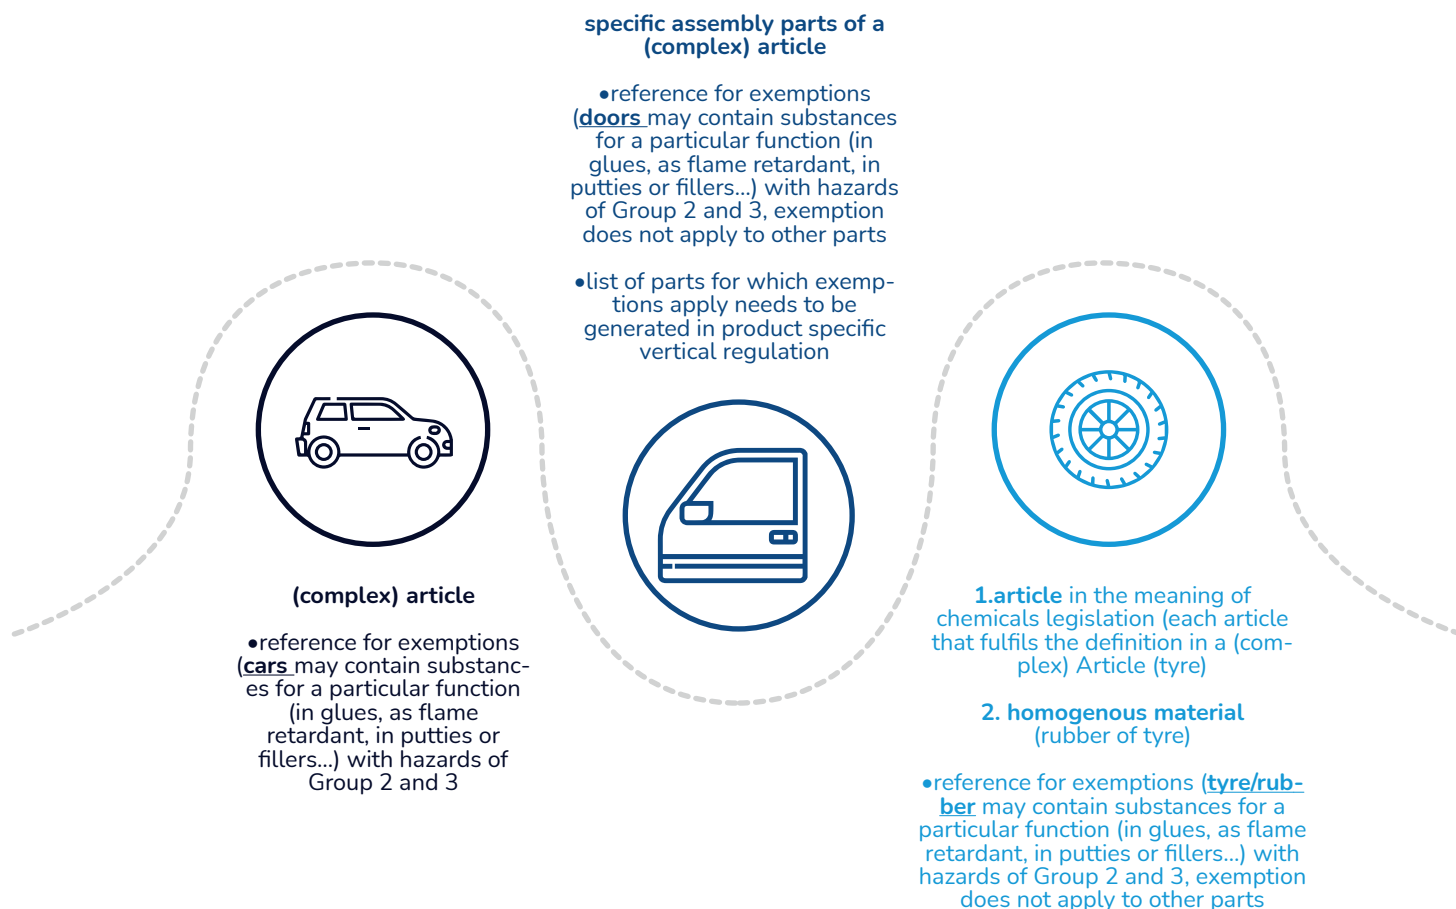 specific assembly parts of a
(complex) article
•reference for exemptions
(doors may contain substances
for a particular function (in
glues, as flame retardant, in
putties or fillers...) with hazards
of Group 2 and 3, exemption
does not apply to other parts
•list of parts for which exemp-
tions apply needs to be
generated in product specific
vertical regulation
(complex) article
•reference for exemptions
(cars may contain substanc-
es for a particular function
(in glues, as flame
retardant, in putties or
fillers...) with hazards of
Group 2 and 3
1.article in the meaning of
chemicals legislation (each article
that fulfils the definition in a (com-
plex) Article (tyre)
2. homogenous material
(rubber of tyre)
•reference for exemptions (tyre/rub-
ber may contain substances for a
particular function (in glues, as flame
retardant, in putties or fillers...) with
hazards of Group 2 and 3, exemption
does not apply to other parts